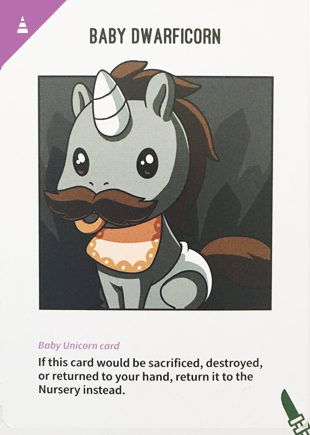 BABY DWARFICORN
Baby Unicorn card
If this card would be sacrificed, destroyed,
or returned to your hand, return it to the
Nursery instead.